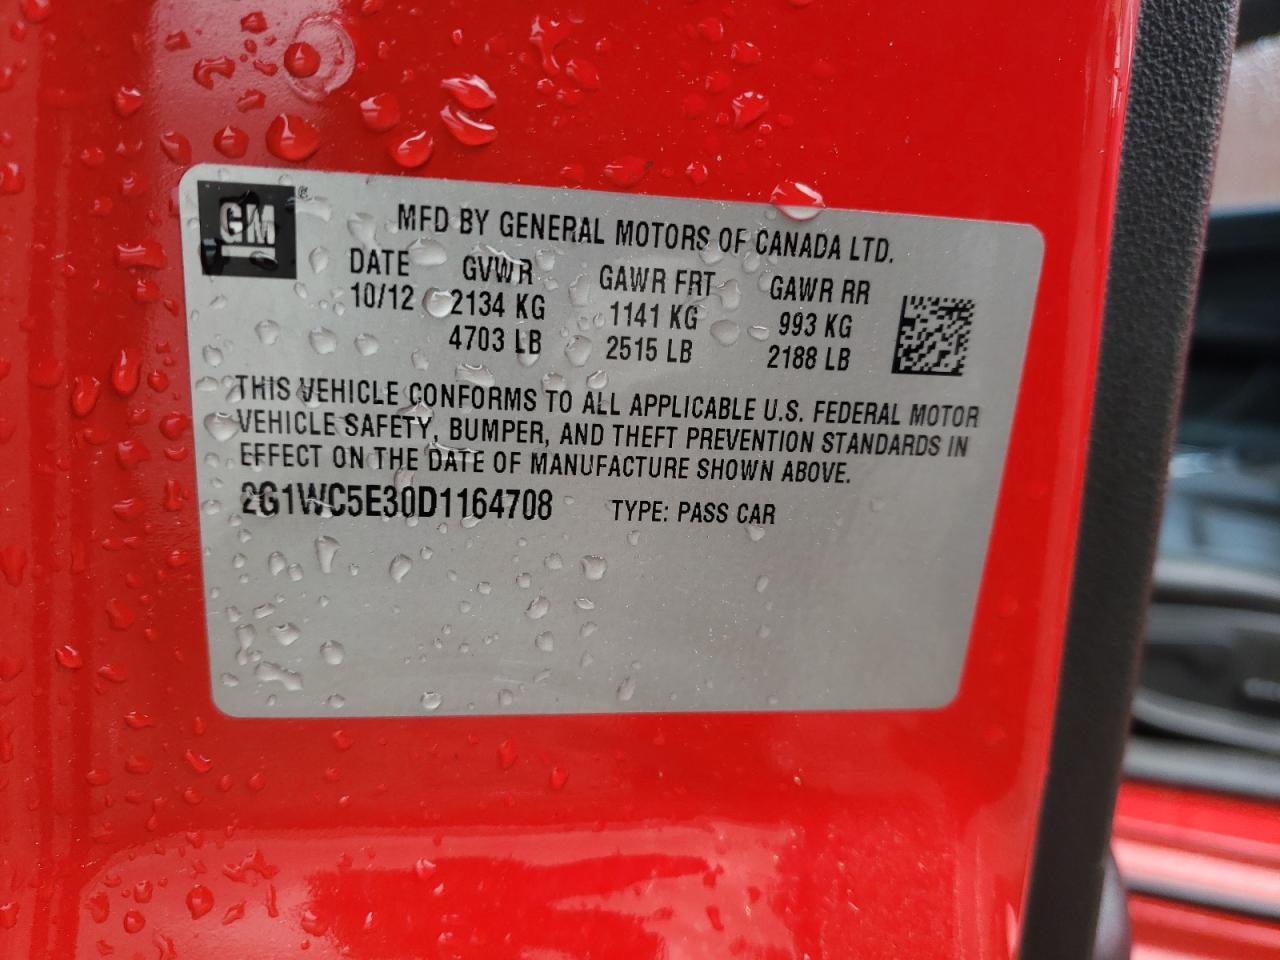 GM ®
MFD BY GENERAL MOTORS OF CANADA LTD.
DATE GVWR GAWR FRT GAWR RR
10/12 2134 KG 1141 KG 993 KG
4703 LB 2515 LB 2188 LB
THIS VEHICLE CONFORMS TO ALL APPLICABLE U.S. FEDERAL MOTOR
VEHICLE SAFETY, BUMPER, AND THEFT PREVENTION STANDARDS IN
EFFECT ON THE DATE OF MANUFACTURE SHOWN ABOVE.
2G1WC5E30D1164708 TYPE: PASS CAR